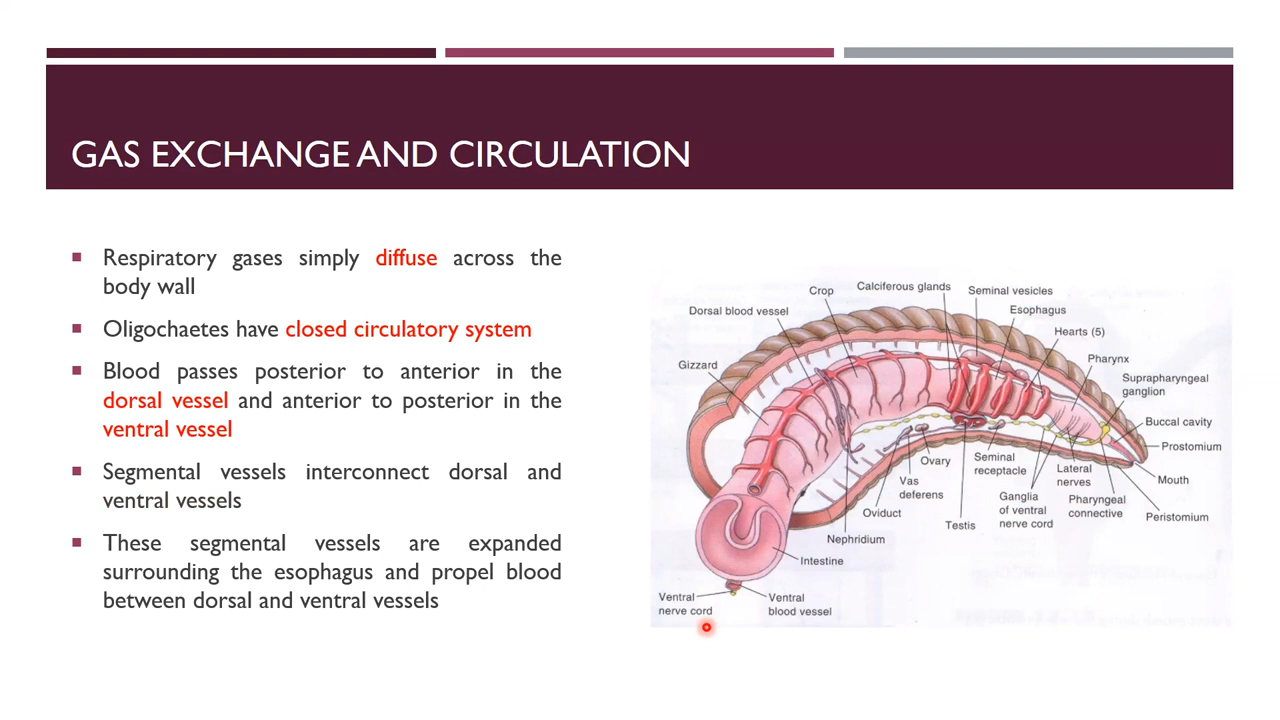 GAS EXCHANGE AND CIRCULATION
Respiratory gases simply diffuse across the
body wall
Oligochaetes have closed circulatory system
Blood passes posterior to anterior in the
dorsal vessel and anterior to posterior in the
ventral vessel
Segmental vessels interconnect dorsal and
ventral vessels
These segmental vessels are expanded
surrounding the esophagus and propel blood
between dorsal and ventral vessels
Crop
Calciferous glands
Seminal vesicles
Dorsal blood vessel
Esophagus
Hearts (5)
Gizzard
Pharynx
Suprapharyngeal
ganglion
Buccal cavity
Prostomium
Mouth
Peristomium
Pharyngeal
connective
Lateral
nerves
Ganglia
of ventral
nerve cord
Seminal
receptacle
Testis
Ovary
Vas
deferens
Oviduct
Nephridium
Intestine
Ventral
nerve cord
Ventral
blood vessel